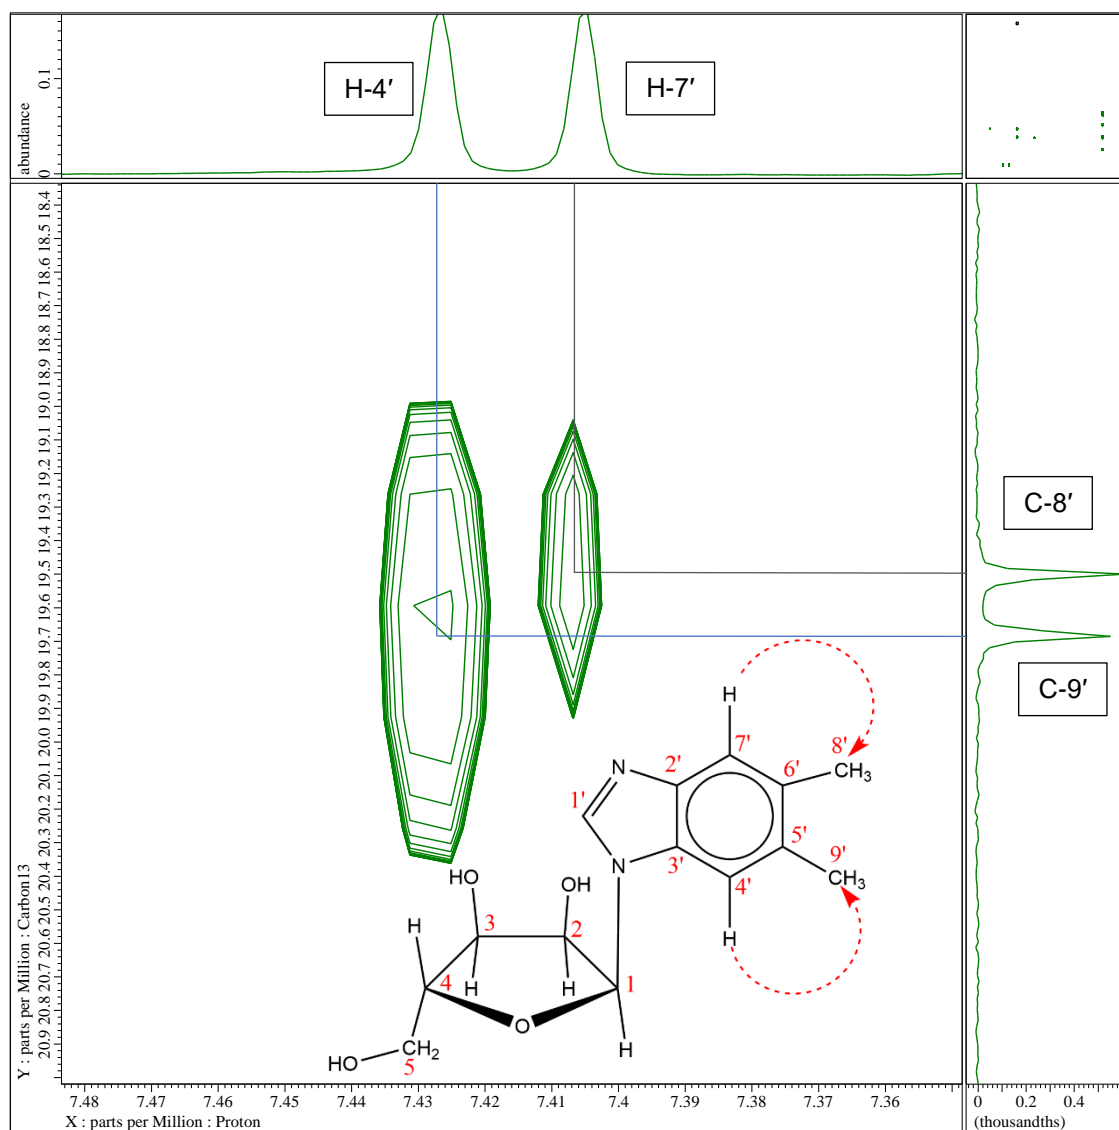 abundance
0 0.1
H-4′
H-7′
18.4
18.5
18.6
18.7
18.8
18.9
19.0
19.1
19.2
19.3
19.4
19.5
19.6
19.7
19.8
19.9
20.0
20.1
20.2
20.3
20.4
20.5
20.6
20.7
20.8
20.9
Y : parts per Million : Carbon13
C-8′
C-9′
H
7'
8'
CH3
6'
2'
N
1'
5'
9'
CH3
3'
4'
N
H
HO
OH
H
3
2
H
H
4
1
O
H
CH2
HO
5
7.48 7.47 7.46 7.45 7.44 7.43 7.42 7.41 7.4 7.39 7.38 7.37 7.36
X : parts per Million : Proton
0 0.2 0.4
(thousandths)